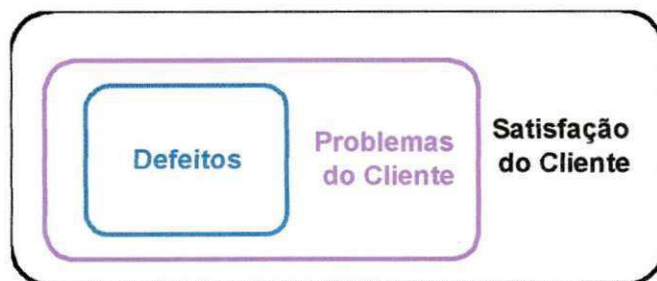 Defeitos
Problemas
do Cliente
Satisfação
do Cliente